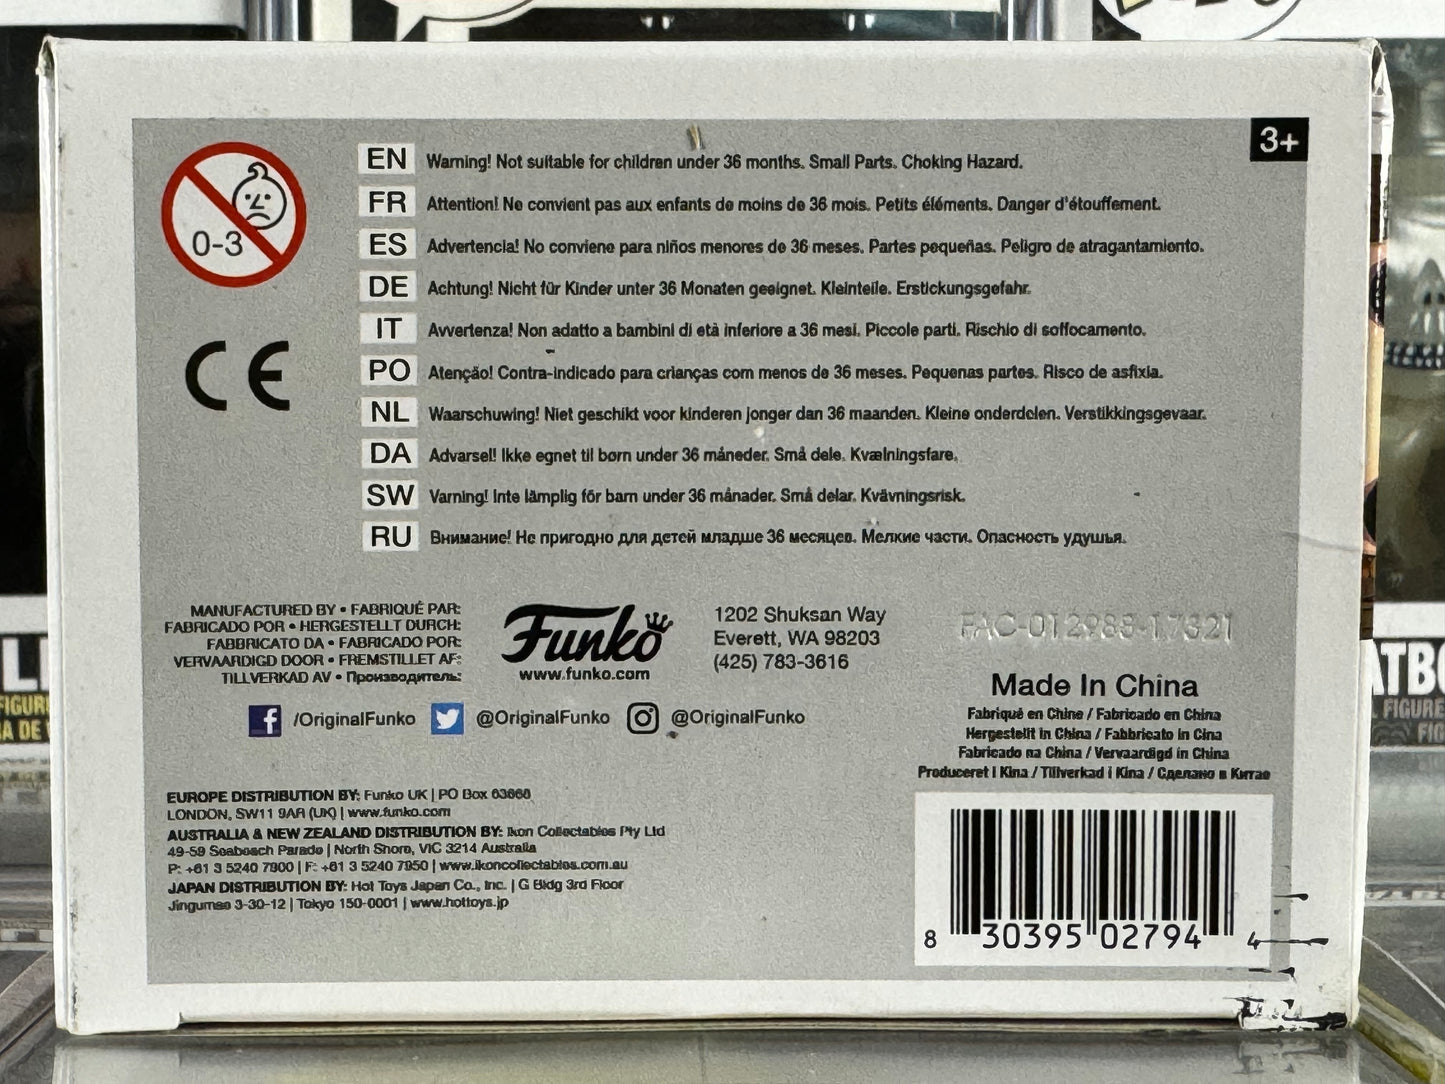 3+
0-3
EN Warning! Not suitable for children under 36 months. Small Parts. Choking Hazard.
FR Attention! Ne convient pas aux enfants de moins de 36 mois. Petits éléments. Danger d'étouffement.
ES Advertencia! No conviene para niños menores de 36 meses. Partes pequeñas. Peligro de atragantamiento.
DE Achtung! Nicht für Kinder unter 36 Monaten geeignet. Kleinteile. Erstickungsgefahr.
IT Avvertenza! Non adatto a bambini di età inferiore a 36 mesi. Piccole parti. Rischio di soffocamento.
PO Atenção! Contra-indicado para crianças com menos de 36 meses. Pequenas partes. Risco de asfixia.
NL Waarschuwing! Niet geschikt voor kinderen jonger dan 36 maanden. Kleine onderdelen. Verstikkingsgevaar.
DA Advarsel! Ikke egnet til børn under 36 måneder. Små dele. Kvælningsfare.
SW Varning! Inte lämplig för barn under 36 månader. Små delar. Kvävningsrisk.
RU Внимание! Не пригодно для детей младше 36 месяцев. Мелкие части. Опасность удушья.
CE
MANUFACTURED BY • FABRIQUÉ PAR:
FABRICADO POR • HERGESTELLT DURCH:
FABBRICATO DA • FABRICADO POR:
VERVAARDIGD DOOR • FREMSTILLET AF:
TILLVERKAD AV • Производитель:
Funko
www.funko.com
1202 Shuksan Way
Everett, WA 98203
(425) 783-3616
FAC-012983-17321
/OriginalFunko @OriginalFunko @OriginalFunko
Made In China
Fabriqué en Chine / Fabricado en China
Hergestellt in China / Fabbricato in Cina
Fabricado na China / Vervaardigd in China
Produceret i Kina / Tillverkad i Kina / Сделано в Китае
EUROPE DISTRIBUTION BY: Funko UK | PO Box
LONDON, SW11 9AR (UK) | www.funko.com
AUSTRALIA & NEW ZEALAND DISTRIBUTION BY: Ikon Collectables Pty Ltd
49-59 Seabeach Parade | North Shore, VIC 3214 Australia
P: +61 3 5240 7900 | F: +61 3 5240 7950 | www.ikoncollectables.com.au
JAPAN DISTRIBUTION BY: Hot Toys Japan Co., Inc. | G Bldg 3rd Floor
Jingumae 3-30-12 | Tokyo 150-0001 | www.hottoys.jp
8 30395 02794 4